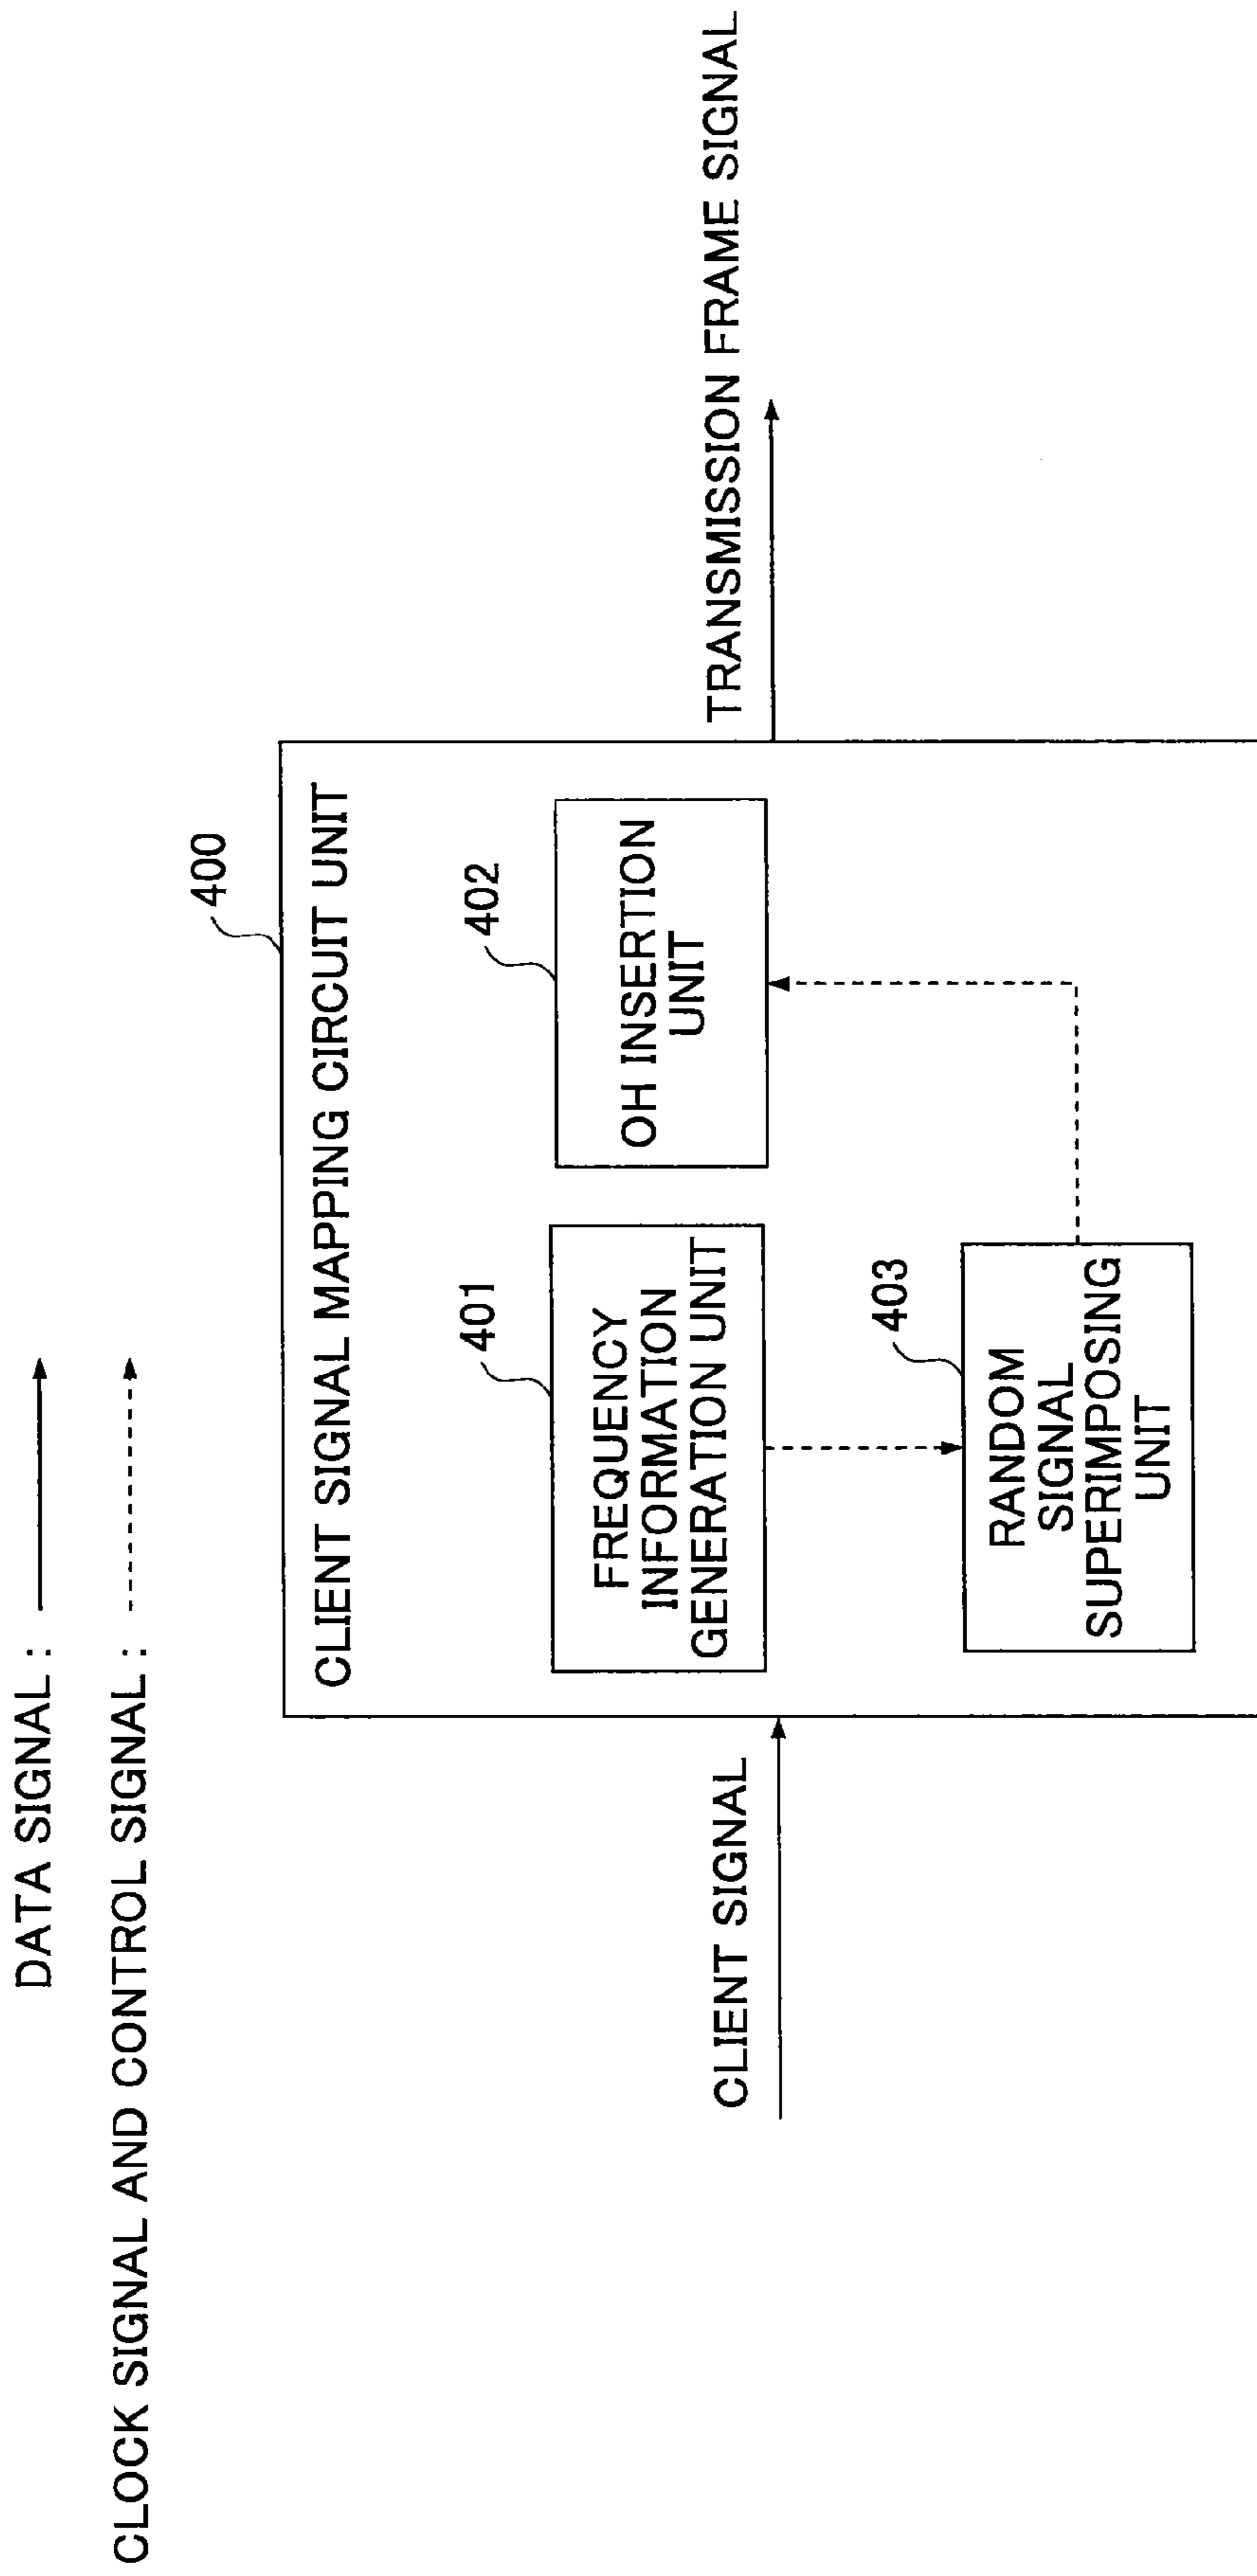 DATA SIGNAL :
CLOCK SIGNAL AND CONTROL SIGNAL :
400
CLIENT SIGNAL MAPPING CIRCUIT UNIT
401
FREQUENCY
INFORMATION
GENERATION UNIT
402
OH INSERTION
UNIT
CLIENT SIGNAL
TRANSMISSION FRAME SIGNAL
403
RANDOM
SIGNAL
SUPERIMPOSING
UNIT